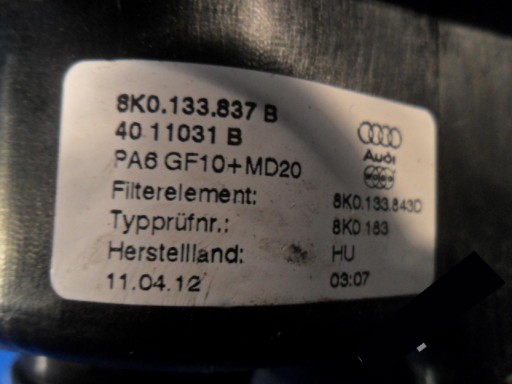 8K0.133.837 B
40 11031 B
PA6 GF10+MD20
Audi
Filterelement: 8K0.133.843D
Typprüfnr.: 8K0.183
Herstellland: HU
11.04.12 03:07